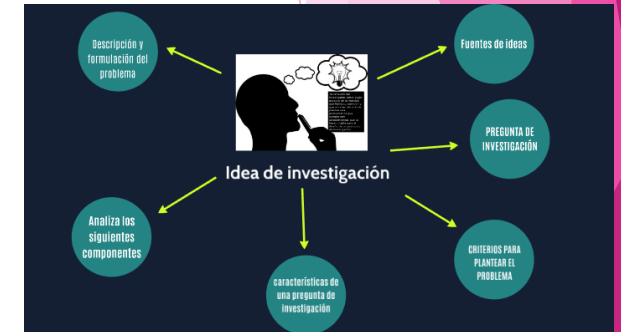 Descripción y
formulación del
problema
Fuentes de ideas
PREGUNTA DE
INVESTIGACIÓN
Idea de investigación
Analiza los
siguientes
componentes
CRITERIOS PARA
PLANTEAR EL
PROBLEMA
características de
una pregunta de
investigación